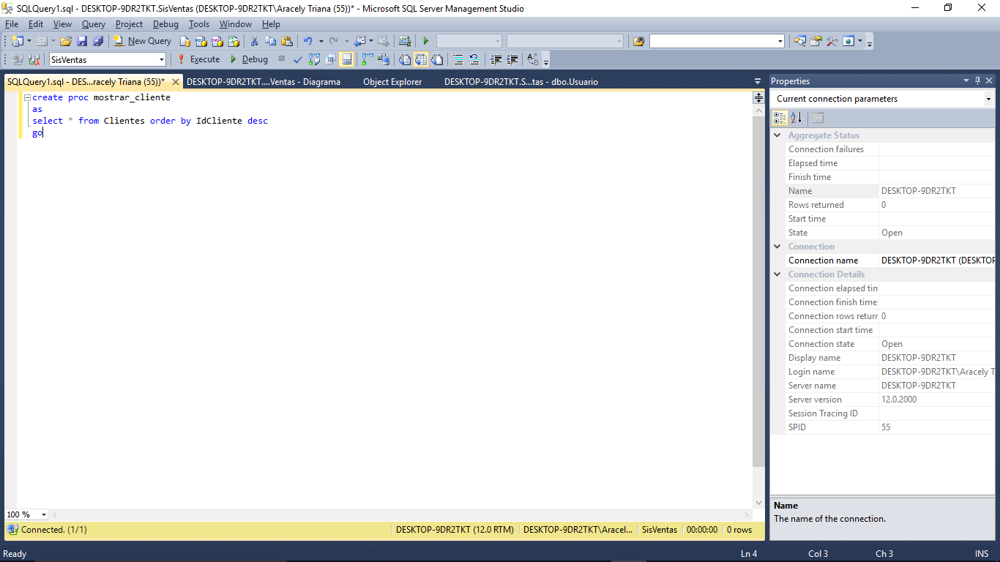 SQLQuery1.sql - DESKTOP-9DR2TKT.SisVentas (DESKTOP-9DR2TKT\Aracely Triana (55))* - Microsoft SQL Server Management Studio
File Edit View Query Project Debug Tools Window Help
New Query
SisVentas Execute Debug
SQLQuery1.sql - DES...racely Triana (55))* DESKTOP-9DR2TKT....Ventas - Diagrama Object Explorer DESKTOP-9DR2TKT.S...tas - dbo.Usuario
create proc mostrar_cliente
as
select * from Clientes order by IdCliente desc
go
100 %
Connected. (1/1) DESKTOP-9DR2TKT (12.0 RTM) DESKTOP-9DR2TKT\Aracel... SisVentas 00:00:00 0 rows
Properties
Current connection parameters
Aggregate Status
Connection failures
Elapsed time
Finish time
Name DESKTOP-9DR2TKT
Rows returned 0
Start time
State Open
Connection
Connection name DESKTOP-9DR2TKT (DESKTOP
Connection Details
Connection elapsed tim
Connection finish time
Connection rows returr 0
Connection start time
Connection state Open
Display name DESKTOP-9DR2TKT
Login name DESKTOP-9DR2TKT\Aracely T
Server name DESKTOP-9DR2TKT
Server version 12.0.2000
Session Tracing ID
SPID 55
Name
The name of the connection.
Ready Ln 4 Col 3 Ch 3 INS